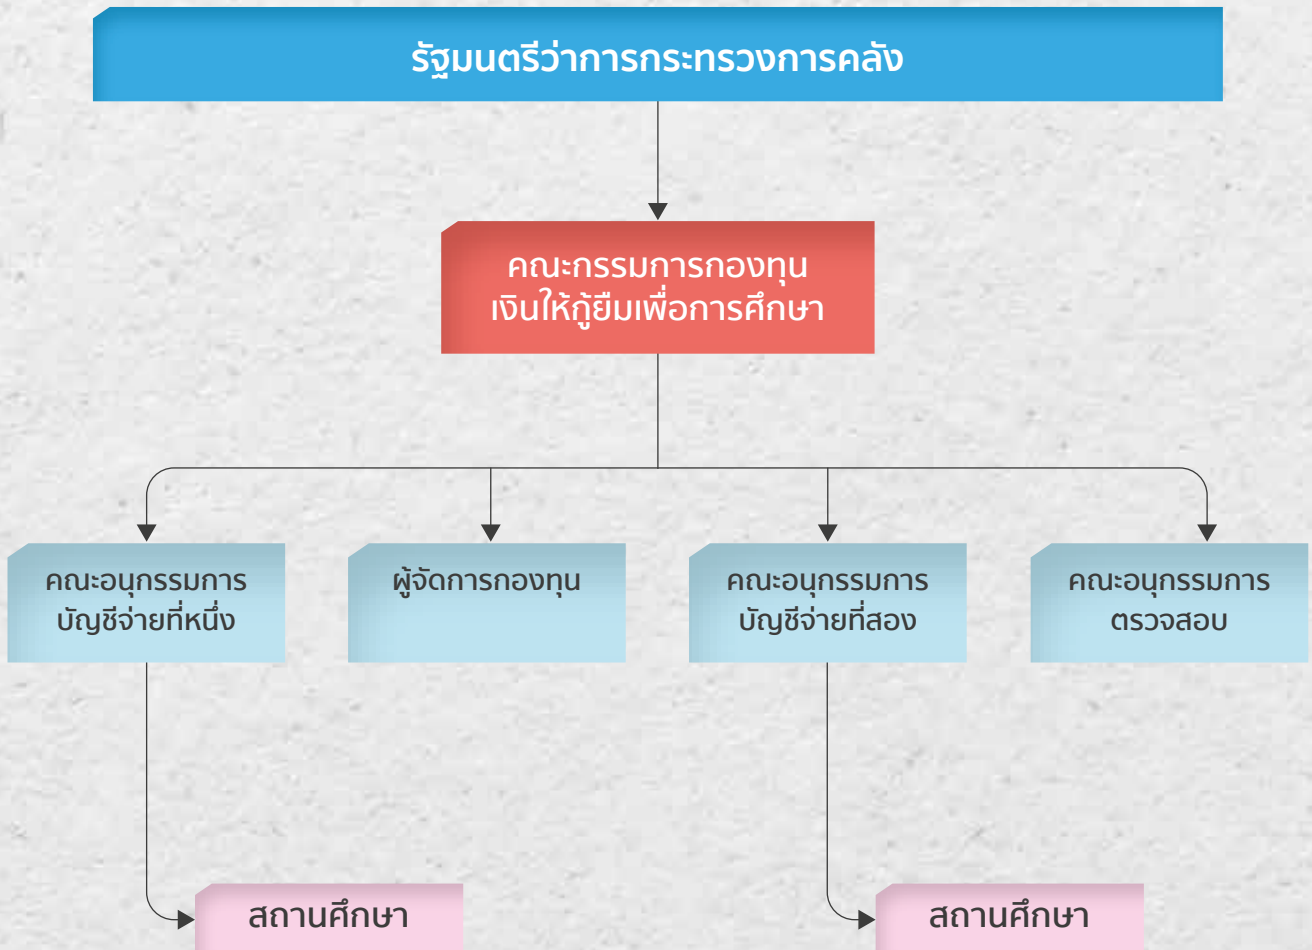 รัฐมนตรีว่าการกระทรวงการคลัง
คณะกรรมการกองทุน
เงินให้กู้ยืมเพื่อการศึกษา
คณะอนุกรรมการ
บัญชีจ่ายที่หนึ่ง
ผู้จัดการกองทุน
คณะอนุกรรมการ
บัญชีจ่ายที่สอง
คณะอนุกรรมการ
ตรวจสอบ
สถานศึกษา
สถานศึกษา